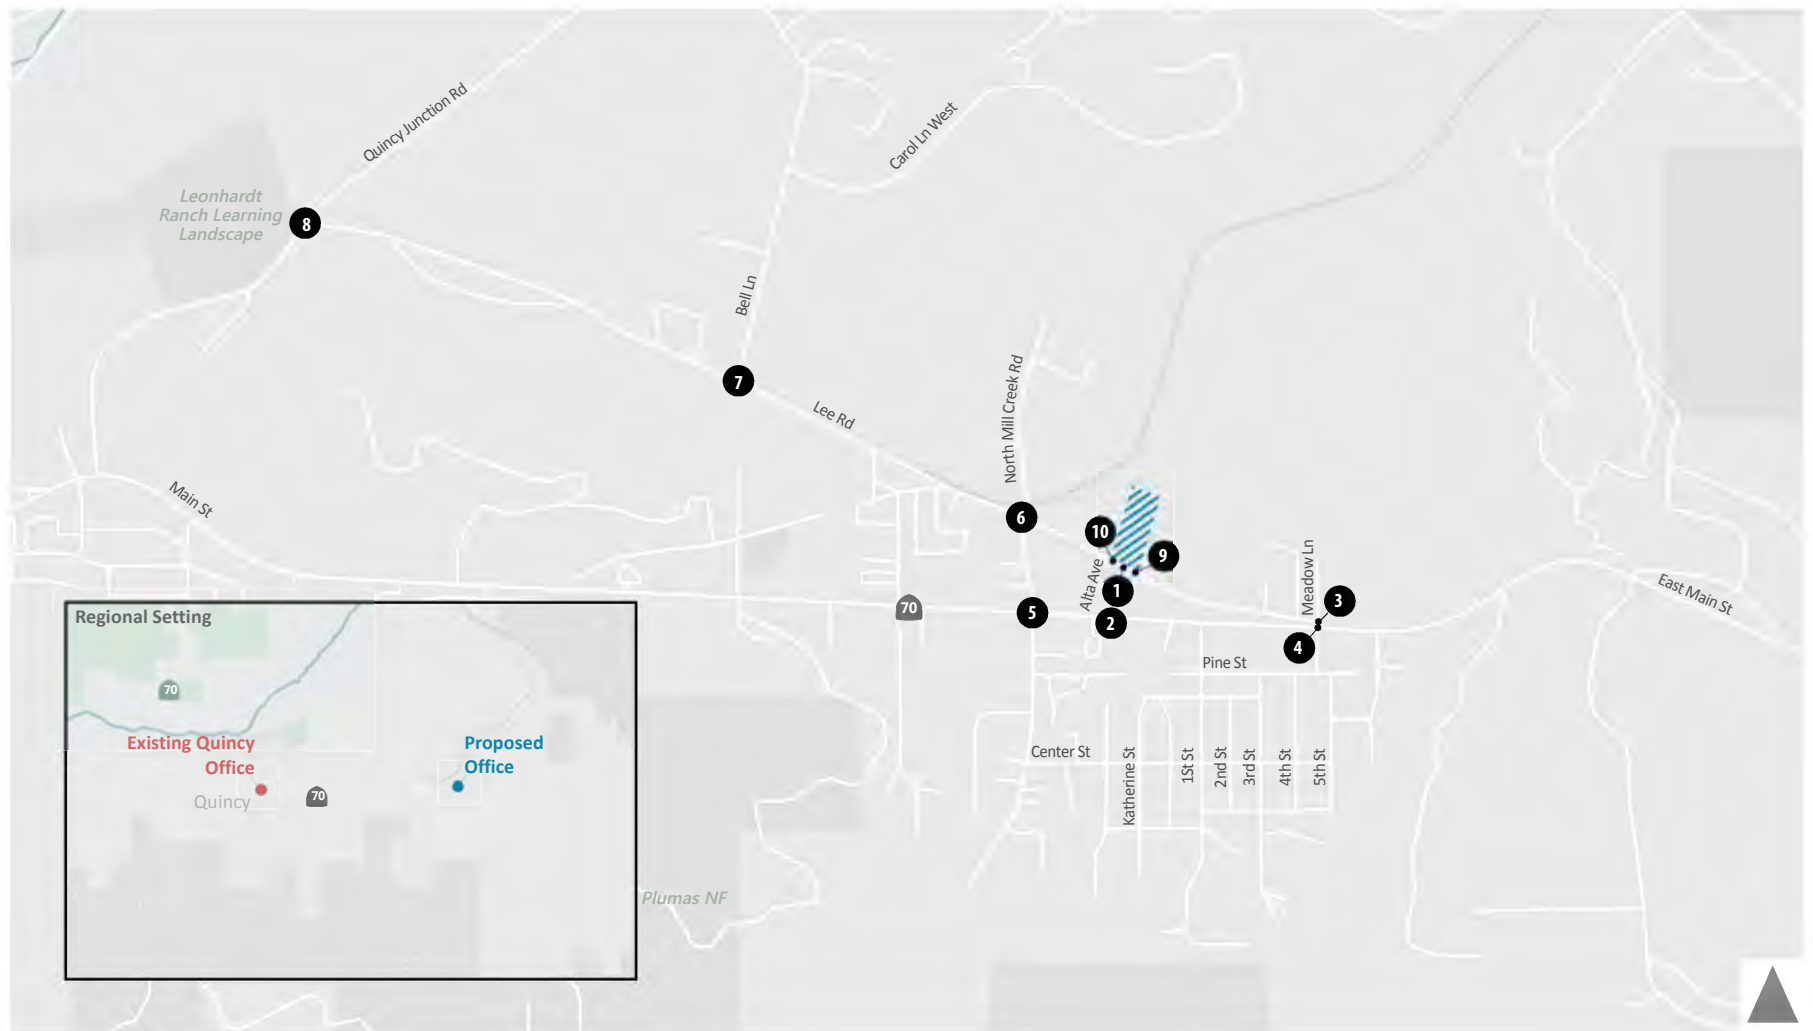 Quincy Junction Rd
Carol Ln West
Leonhardt
Ranch Learning
Landscape
8
Bell Ln
7
Lee Rd
North Mill Creek Rd
Main St
6
10
9
Alta Ave
1
Meadow Ln
3
East Main St
70
5
2
4
Pine St
Center St
Katherine St
1St St
2nd St
3rd St
4th St
5th St
Plumas NF
Regional Setting
70
Existing Quincy
Office
Proposed
Office
Quincy
70